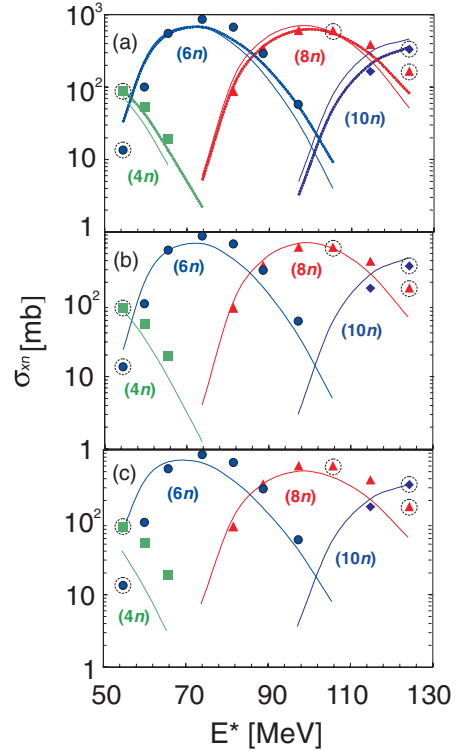 10³
(a)
(6n)
(8n)
10²
(10n)
10
(4n)
1
(b)
(6n)
(8n)
10²
(10n)
10
(4n)
σxn [mb]
1
(c)
(6n)
(8n)
10²
(10n)
10
(4n)
1
50 70 90 110 130
E* [MeV]